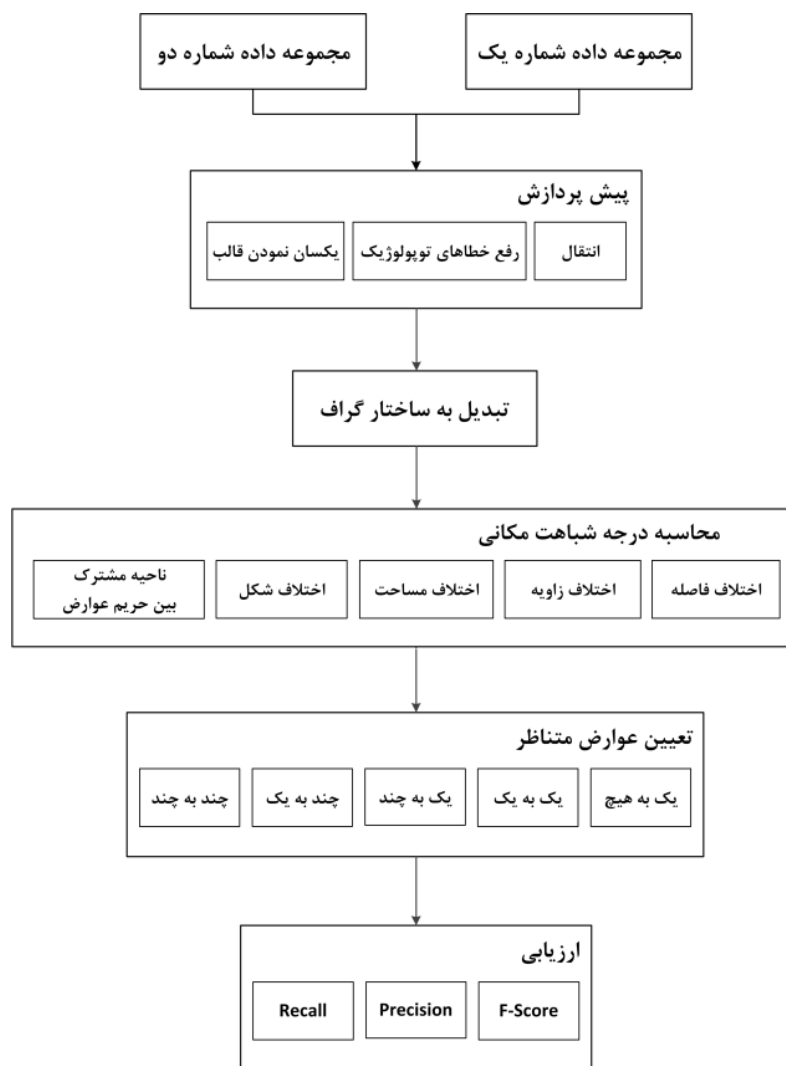 مجموعه داده شماره یک
مجموعه داده شماره دو
پیش پردازش
انتقال
رفع خطاهای توپولوژیک
یکسان نمودن قالب
تبدیل به ساختار گراف
محاسبه درجه شباهت مکانی
اختلاف فاصله
اختلاف زاویه
اختلاف مساحت
اختلاف شکل
ناحیه مشترک
بین حریم عوارض
تعیین عوارض متناظر
یک به هیچ
یک به یک
یک به چند
چند به یک
چند به چند
ارزیابی
F-Score
Precision
Recall